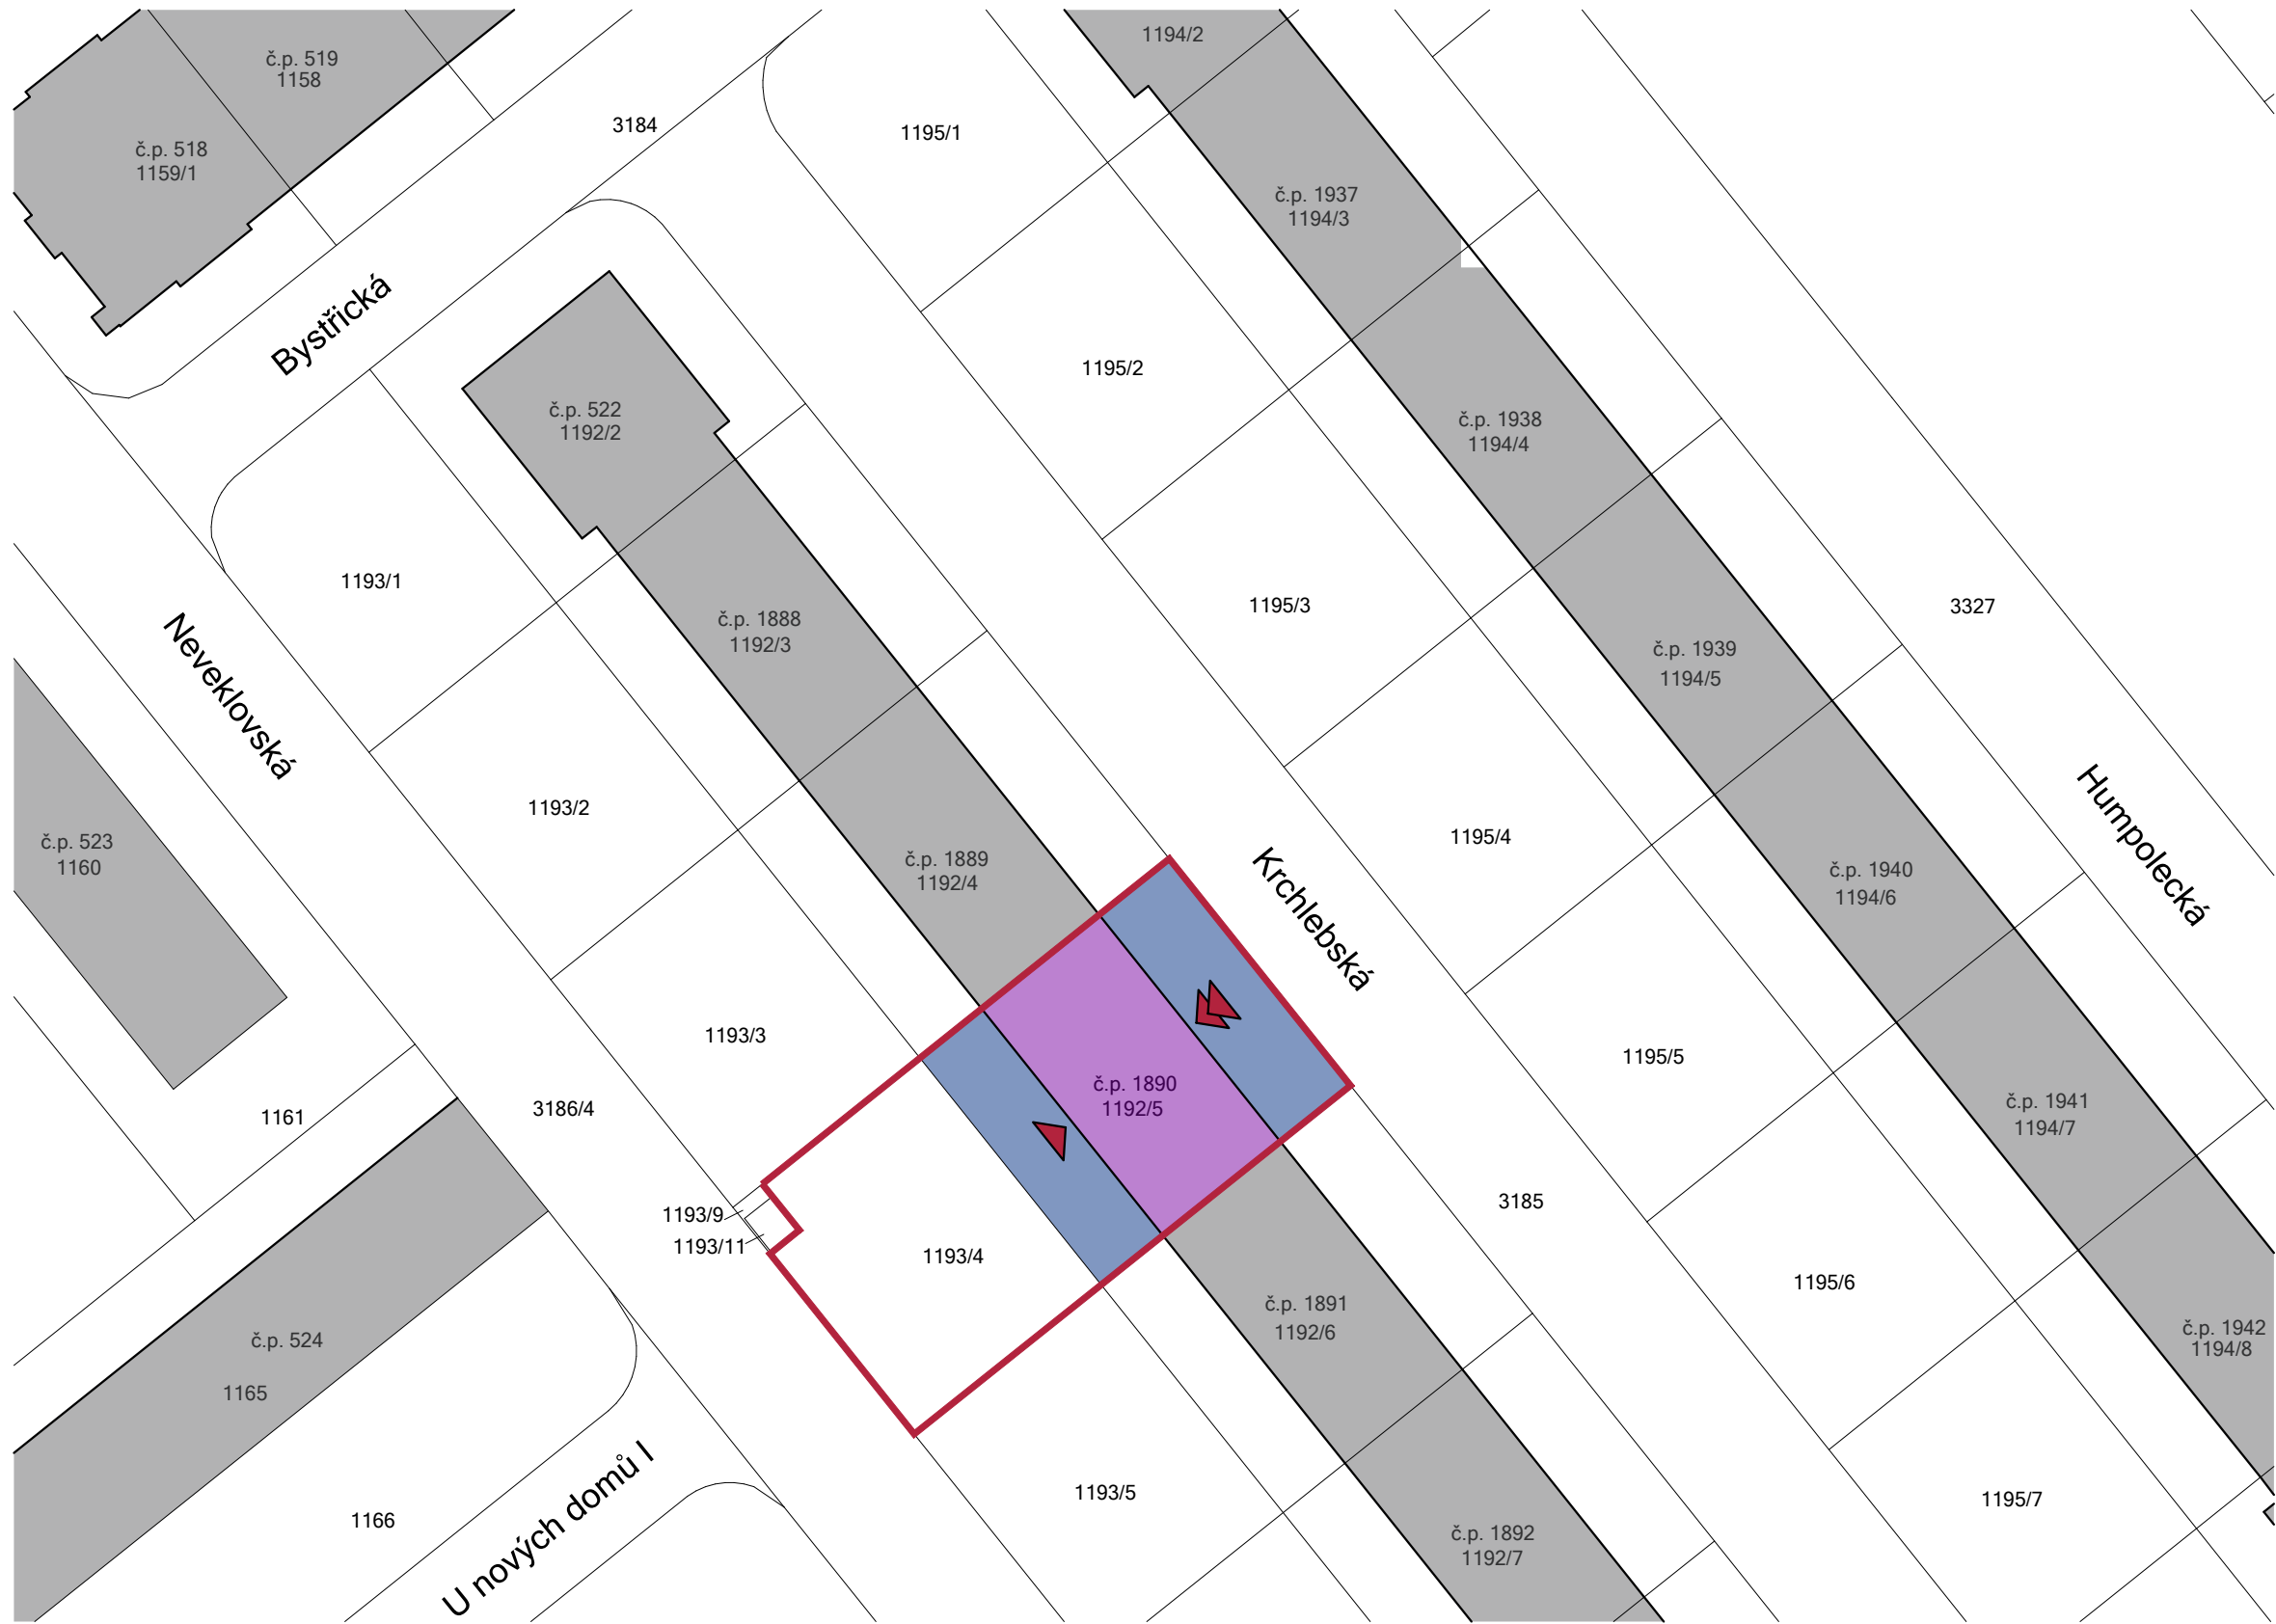 1194/2
č.p. 519
1158
3184
1195/1
č.p. 518
1159/1
č.p. 1937
1194/3
Bystřická
1195/2
č.p. 522
1192/2
č.p. 1938
1194/4
1193/1
1195/3
3327
č.p. 1888
1192/3
Neveklovská
č.p. 1939
1194/5
1193/2
1195/4
Humpolecká
č.p. 523
1160
č.p. 1889
1192/4
Krchlebská
č.p. 1940
1194/6
1193/3
1195/5
č.p. 1890
1192/5
1161
3186/4
č.p. 1941
1194/7
3185
1193/9
1193/11
1193/4
1195/6
č.p. 1891
1192/6
č.p. 524
1165
č.p. 1942
1194/8
1193/5
1195/7
1166
U nových domů I
č.p. 1892
1192/7